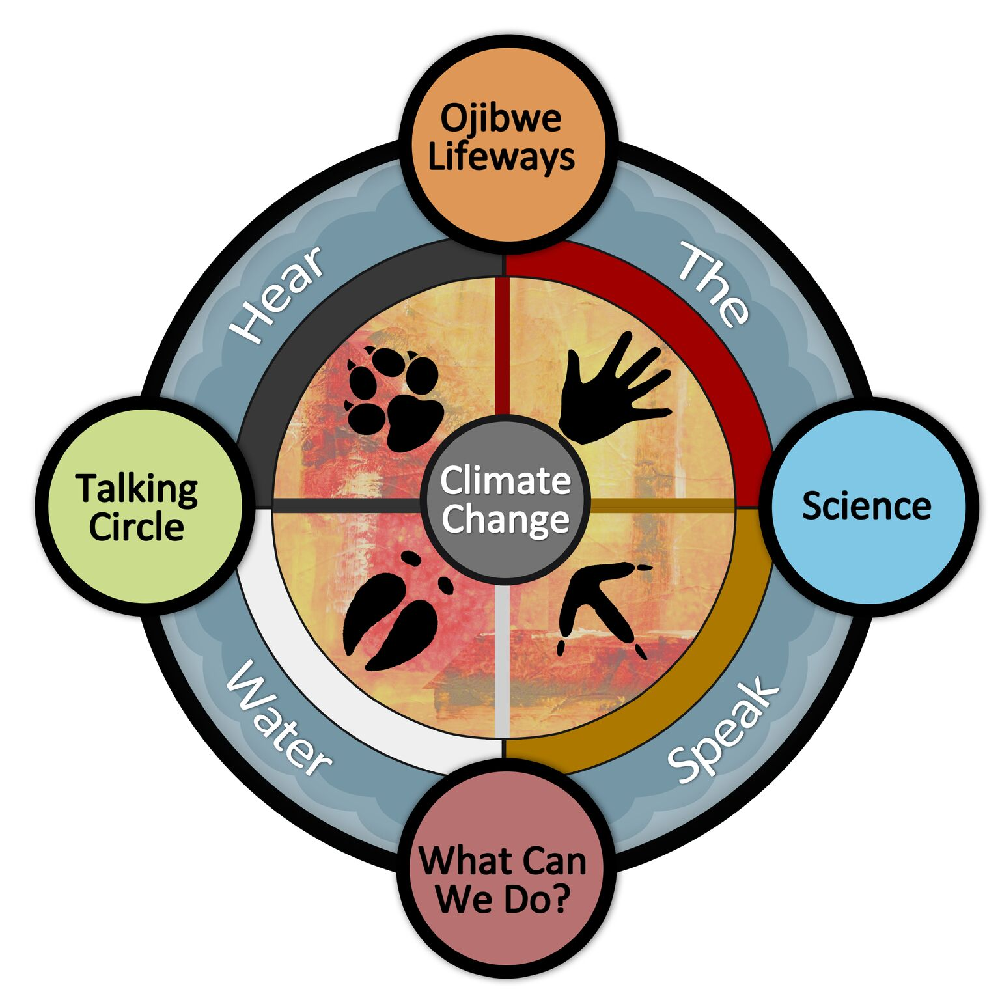 Ojibwe
Lifeways
Hear
The
Talking
Circle
Climate
Change
Science
Water
Speak
What Can
We Do?